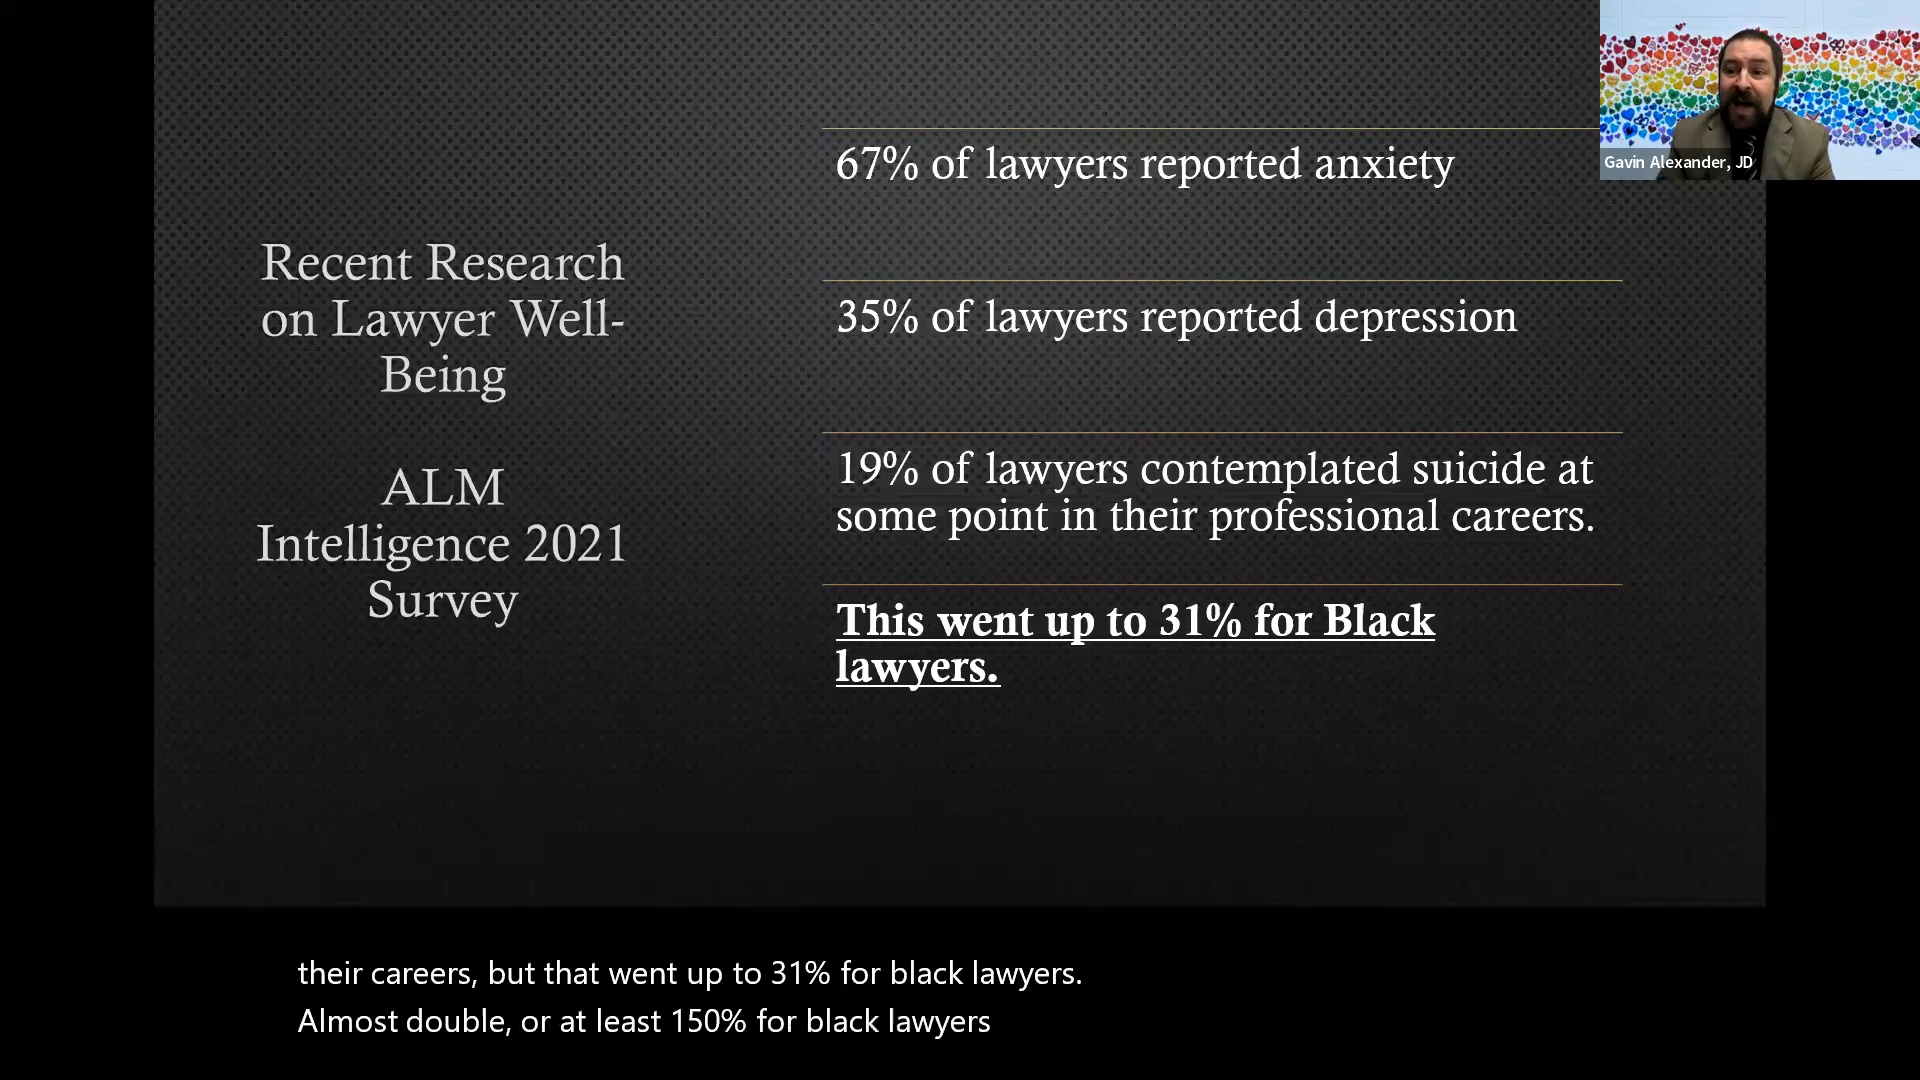 Recent Research
on Lawyer Well-
Being
ALM
Intelligence 2021
Survey
67% of lawyers reported anxiety
35% of lawyers reported depression
19% of lawyers contemplated suicide at
some point in their professional careers.
This went up to 31% for Black
lawyers.
Gavin Alexander, JD
their careers, but that went up to 31% for black lawyers.
Almost double, or at least 150% for black lawyers